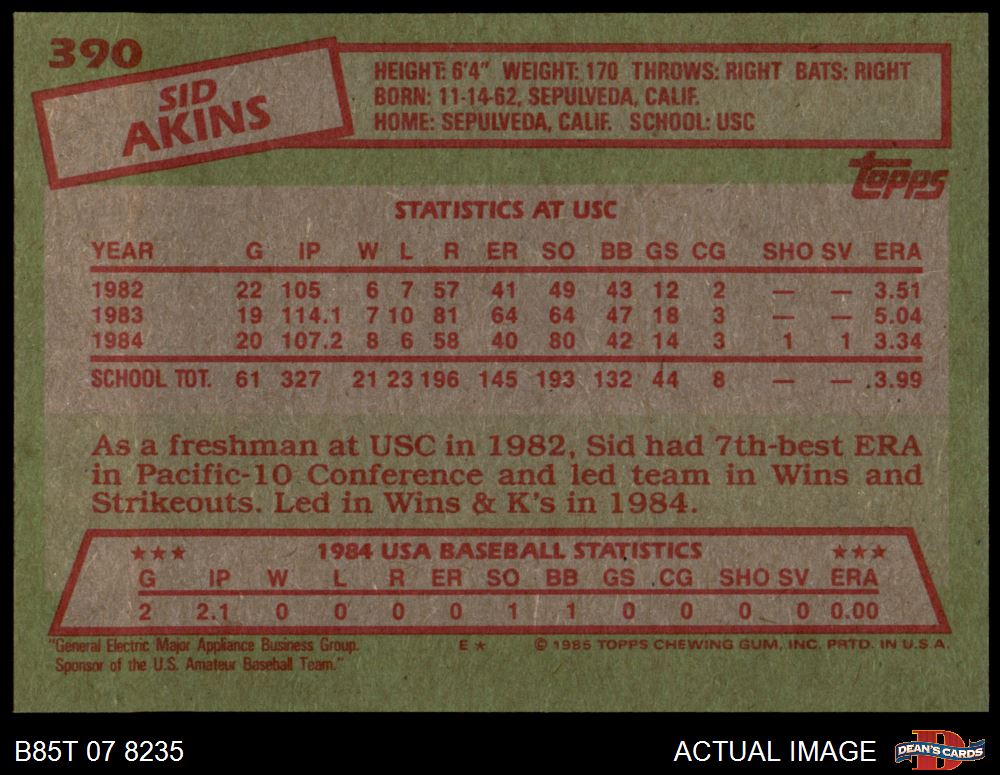 390
SID
AKINS
HEIGHT: 6'4" WEIGHT: 170 THROWS: RIGHT BATS: RIGHT
BORN: 11-14-62, SEPULVEDA, CALIF.
HOME: SEPULVEDA, CALIF. SCHOOL: USC
topps
STATISTICS AT USC
YEAR G IP W L R ER SO BB GS CG SHO SV ERA
1982 22 105 6 7 57 41 49 43 12 2 — — 3.51
1983 19 114.1 7 10 81 64 64 47 18 3 — — 5.04
1984 20 107.2 8 6 58 40 80 42 14 3 1 1 3.34
SCHOOL TOT. 61 327 21 23 196 145 193 132 44 8 — — 3.99
As a freshman at USC in 1982, Sid had 7th-best ERA
in Pacific-10 Conference and led team in Wins and
Strikeouts. Led in Wins & K's in 1984.
★★★ 1984 USA BASEBALL STATISTICS ★★★
G IP W L R ER SO BB GS CG SHO SV ERA
2 2.1 0 0 0 0 1 1 0 0 0 0 0.00
"General Electric Major Appliance Business Group.
Sponsor of the U.S. Amateur Baseball Team."
E ★ © 1985 TOPPS CHEWING GUM, INC. PRTD. IN U.S.A.
B85T 07 8235
ACTUAL IMAGE
D
DEAN'S CARDS